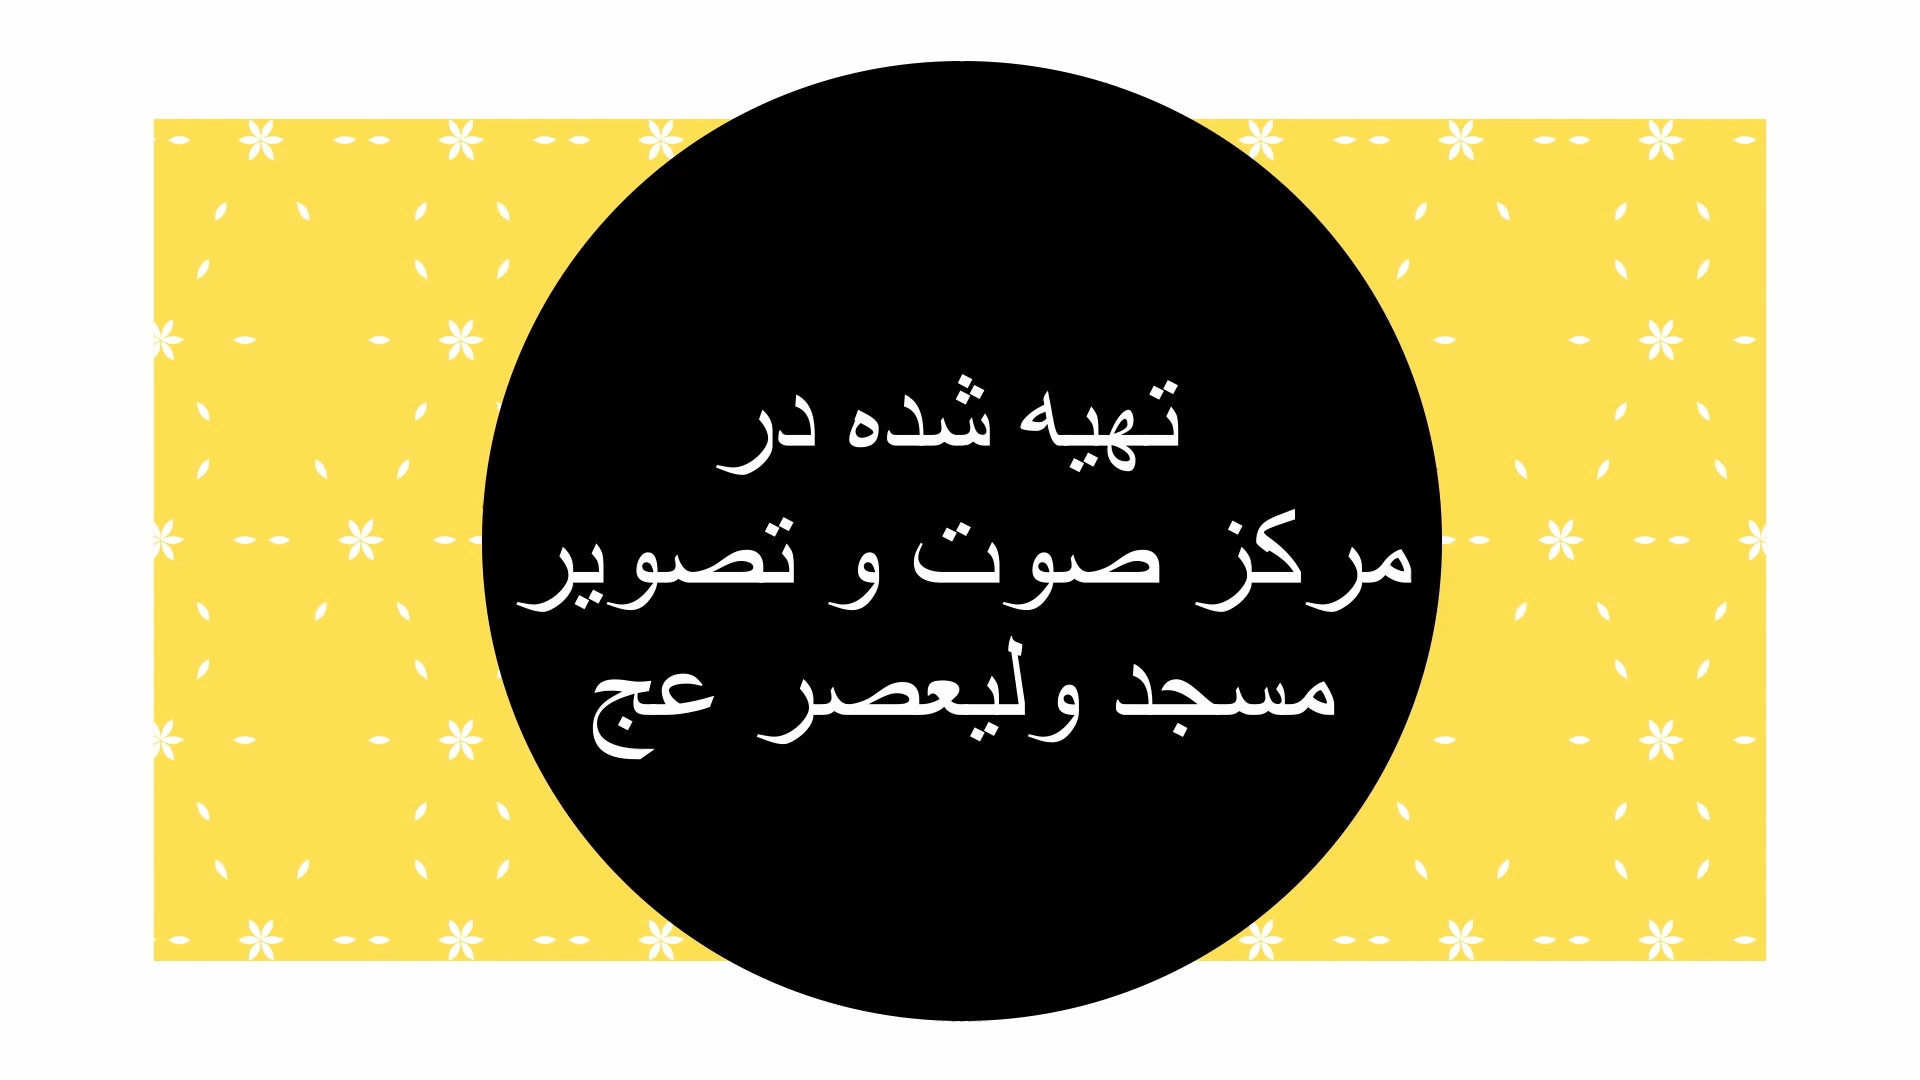 تهیه شده در
مرکز صوت و تصویر
مسجد ولیعصر عج